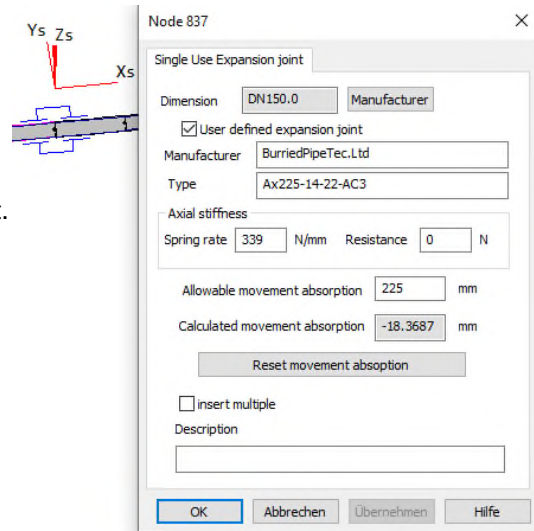 Ys Zs
Xs
t.
Node 837
Single Use Expansion joint
Dimension DN150.0 Manufacturer
User defined expansion joint
Manufacturer BurriedPipeTec.Ltd
Type Ax225-14-22-AC3
Axial stiffness
Spring rate 339 N/mm Resistance 0 N
Allowable movement absorption 225 mm
Calculated movement absorption -18.3687 mm
Reset movement absoption
insert multiple
Description
OK Abbrechen Übernehmen Hilfe